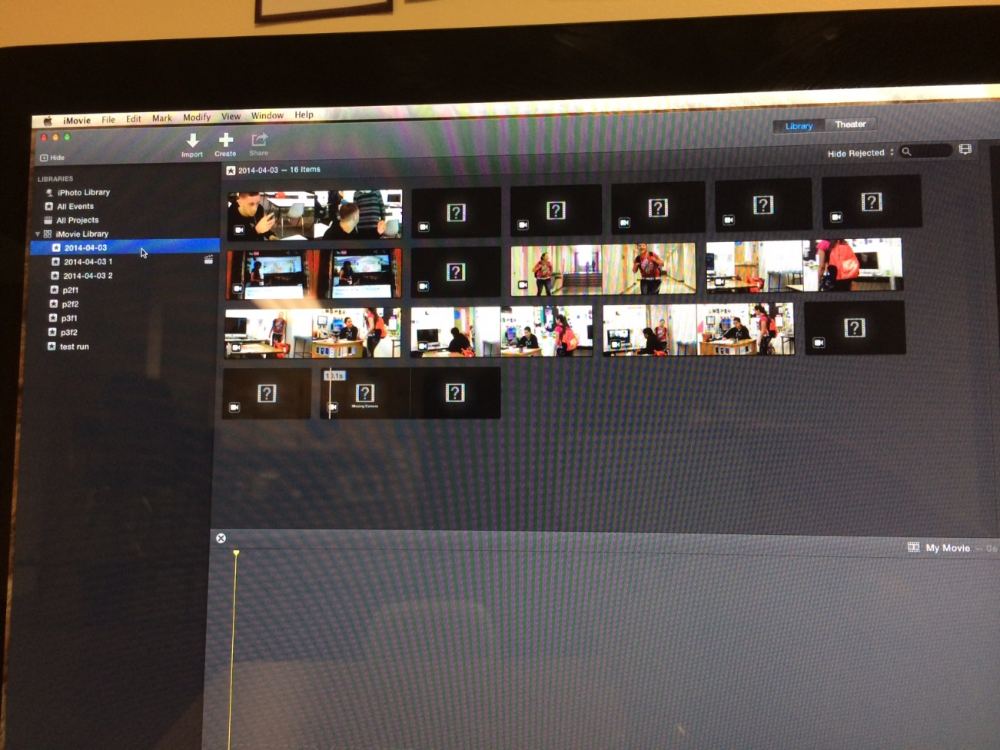 iMovie File Edit Mark Modify View Window Help
Library Theater
Import Create Share
Hide
Hide Rejected
2014-04-03 — 16 Items
LIBRARIES
iPhoto Library
All Events
All Projects
iMovie Library
2014-04-03
2014-04-03 1
2014-04-03 2
p2f1
p2f2
p3f1
p3f2
test run
Missing Camera
My Movie — 0s